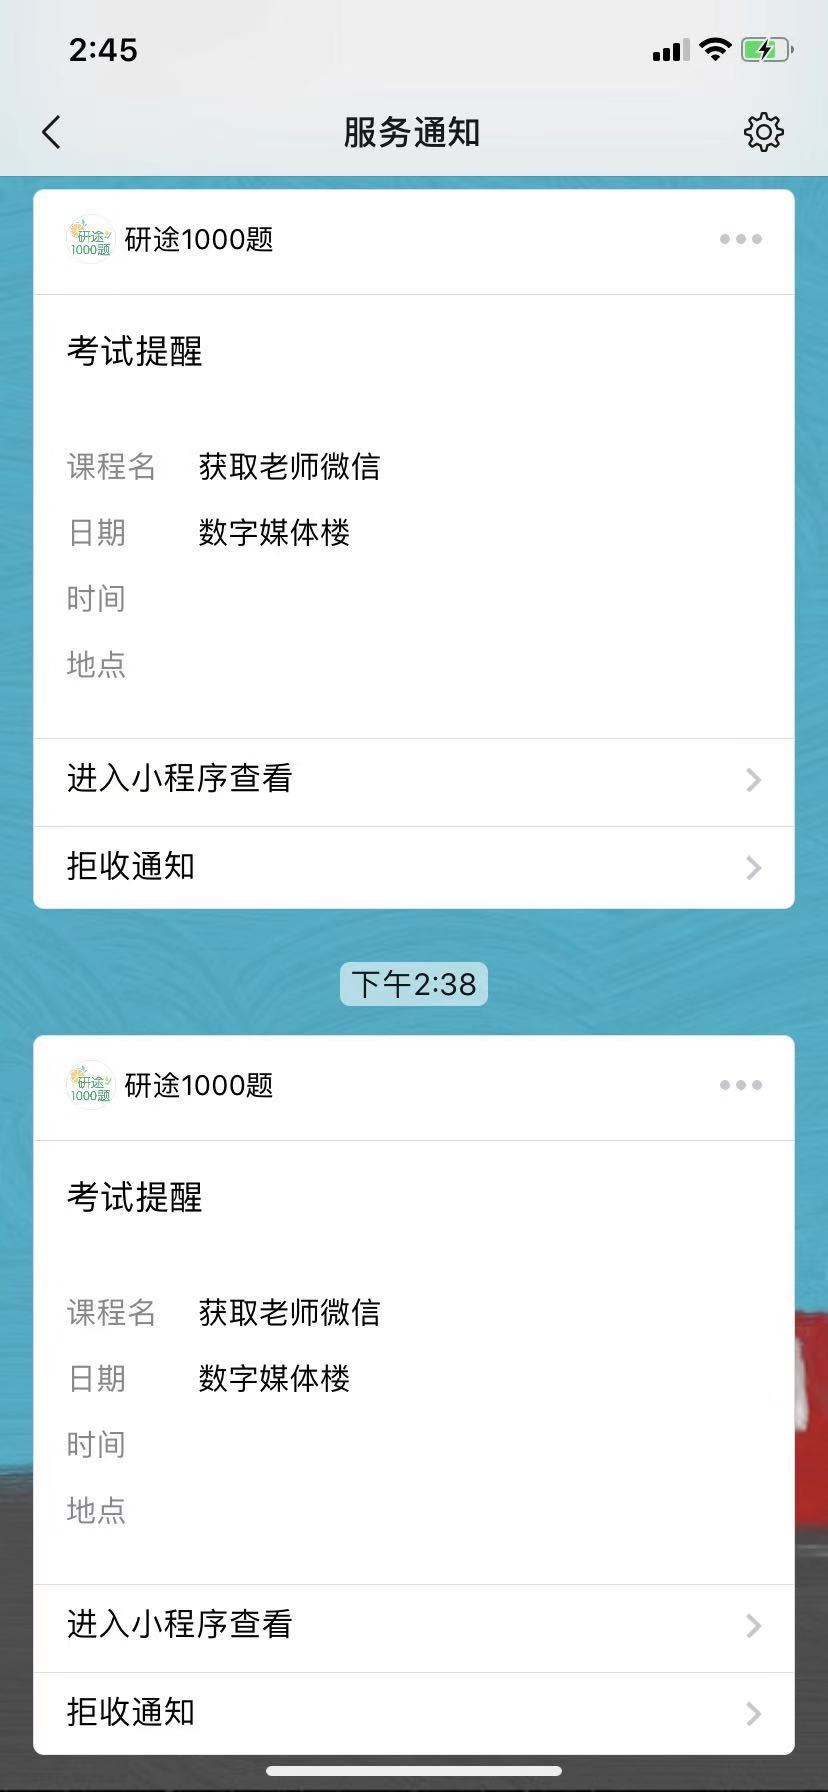 2:45
服务通知
研途
1000题
研途1000题
考试提醒
课程名 获取老师微信
日期 数字媒体楼
时间
地点
进入小程序查看
拒收通知
下午2:38
研途
1000题
研途1000题
考试提醒
课程名 获取老师微信
日期 数字媒体楼
时间
地点
进入小程序查看
拒收通知